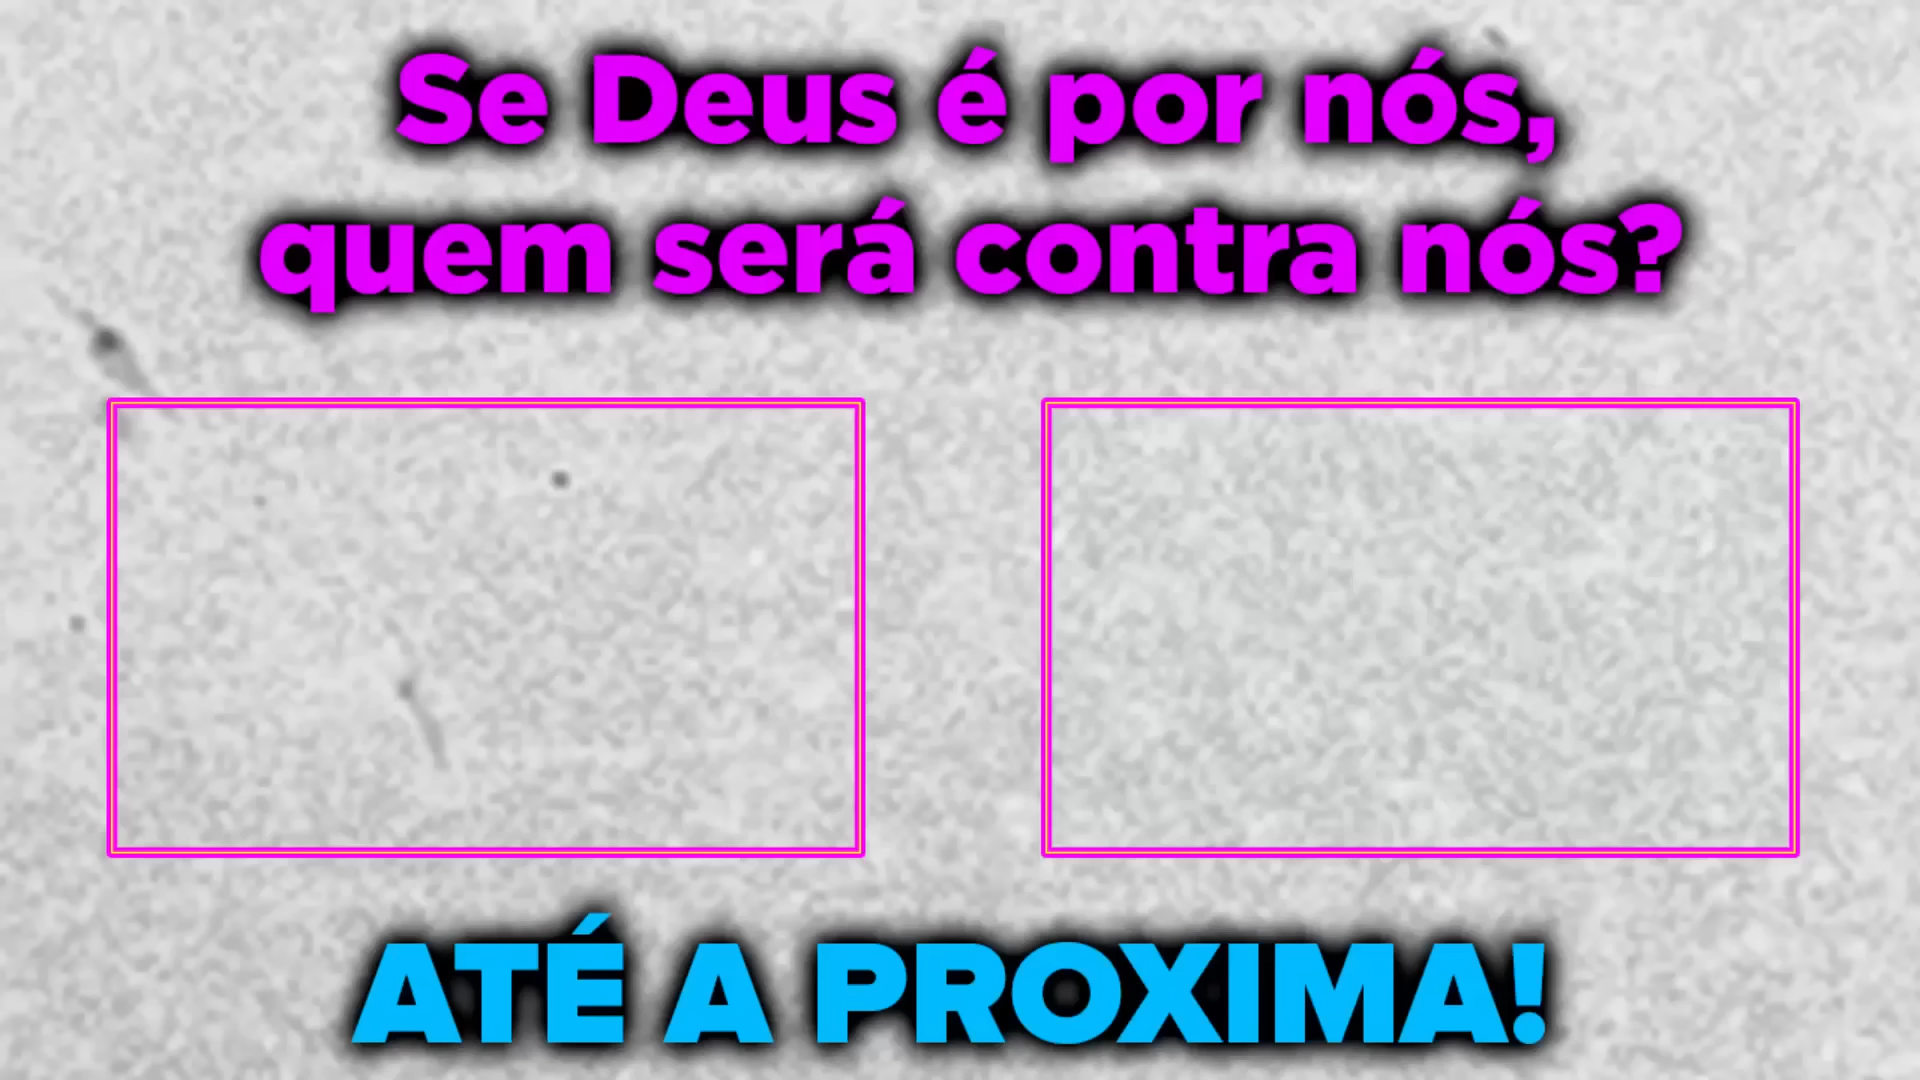 Se Deus é por nós,
quem será contra nós?
ATÉ A PROXIMA!